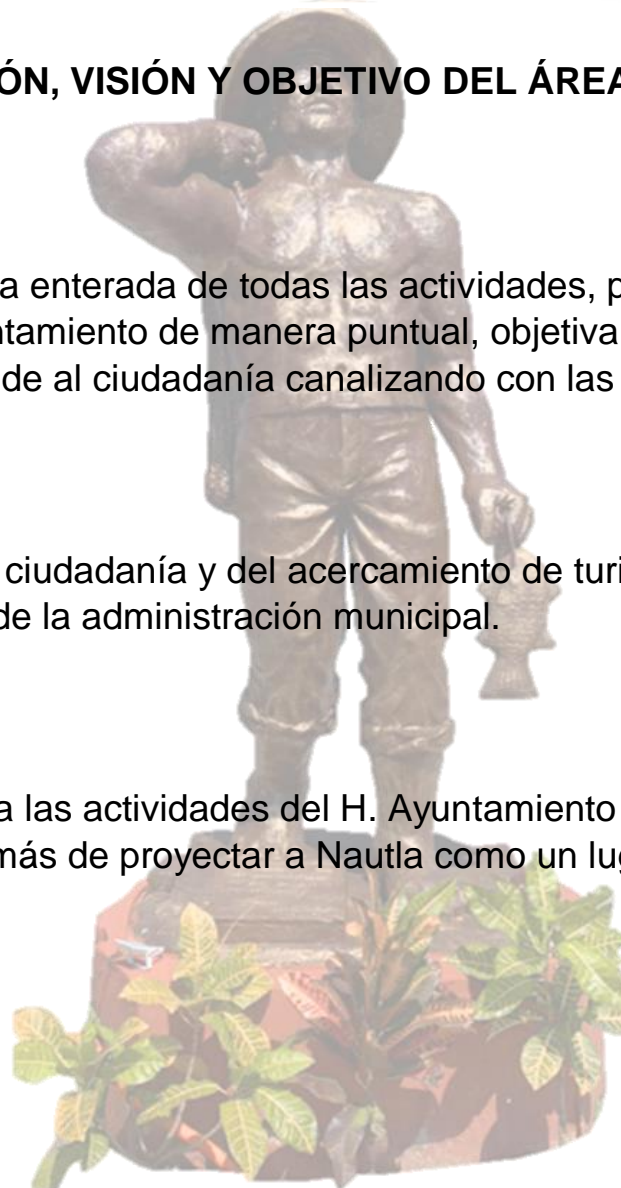 ÓN, VISIÓN Y OBJETIVO DEL ÁREA
a enterada de todas las actividades, p
ntamiento de manera puntual, objetiva
de al ciudadanía canalizando con las
ciudadanía y del acercamiento de turi
de la administración municipal.
a las actividades del H. Ayuntamiento
más de proyectar a Nautla como un lug